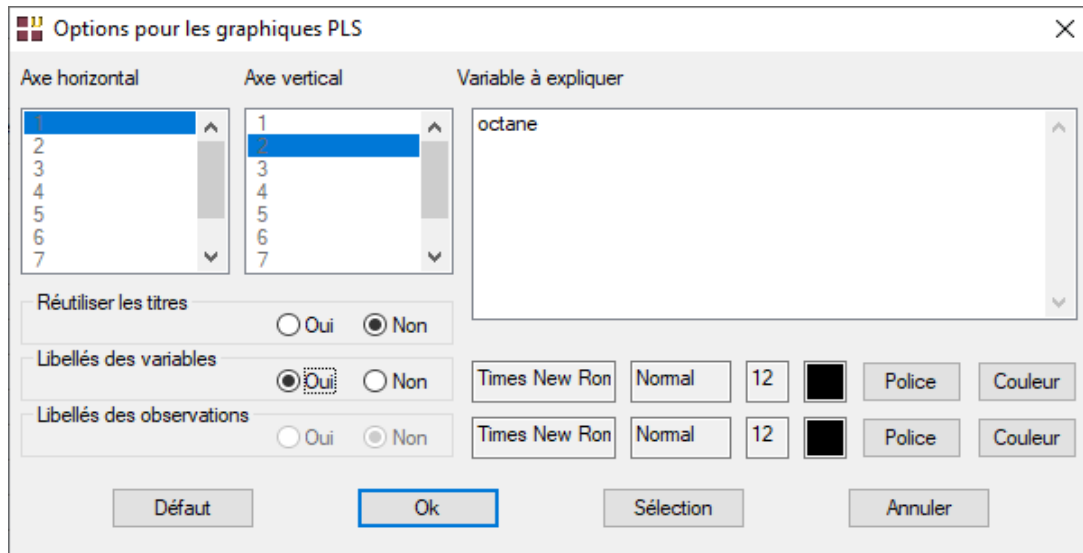 Options pour les graphiques PLS
Axe horizontal Axe vertical Variable à expliquer
1 1 octane
2 2
3 3
4 4
5 5
6 6
7 7
Réutiliser les titres
Oui Non
Libellés des variables
Oui Non Times New Ron Normal 12 Police Couleur
Libellés des observations
Oui Non Times New Ron Normal 12 Police Couleur
Défaut Ok Sélection Annuler